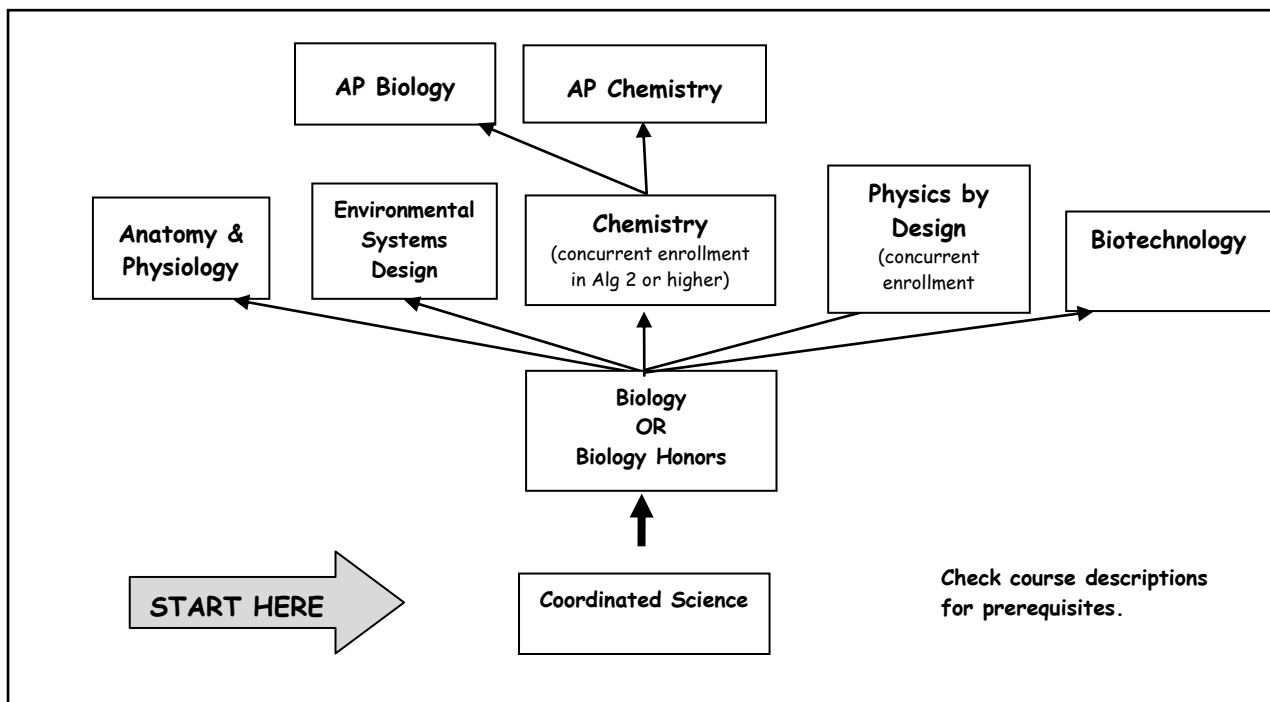 AP Biology
AP Chemistry
Anatomy &
Physiology
Environmental
Systems
Design
Chemistry
(concurrent enrollment
in Alg 2 or higher)
Physics by
Design
(concurrent
enrollment
Biotechnology
Biology
OR
Biology Honors
START HERE
Coordinated Science
Check course descriptions
for prerequisites.